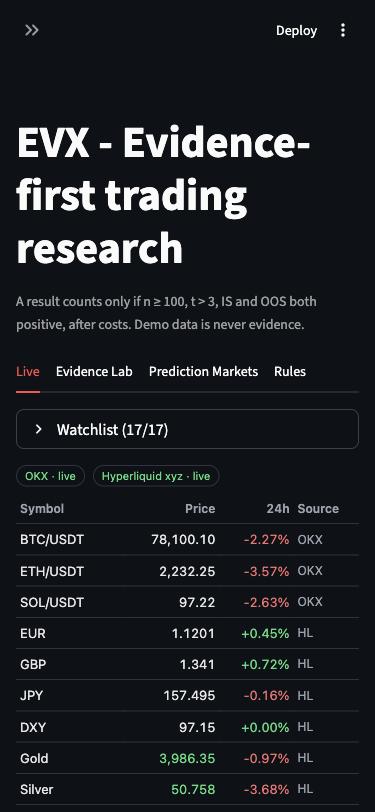 Deploy
EVX - Evidence-
first trading
research
A result counts only if n ≥ 100, t > 3, IS and OOS both
positive, after costs. Demo data is never evidence.
Live Evidence Lab Prediction Markets Rules
Watchlist (17/17)
OKX · live Hyperliquid xyz · live
Symbol Price 24h Source
BTC/USDT 78,100.10 -2.27% OKX
ETH/USDT 2,232.25 -3.57% OKX
SOL/USDT 97.22 -2.63% OKX
EUR 1.1201 +0.45% HL
GBP 1.341 +0.72% HL
JPY 157.495 -0.16% HL
DXY 97.15 +0.00% HL
Gold 3,986.35 -0.97% HL
Silver 50.758 -3.68% HL